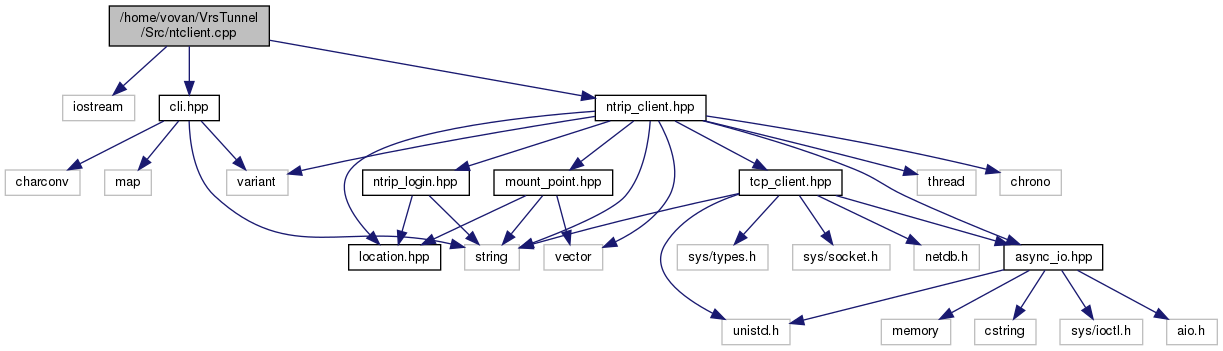 /home/vovan/VrsTunnel
/Src/ntclient.cpp
iostream
cli.hpp
ntrip_client.hpp
charconv
map
variant
ntrip_login.hpp
mount_point.hpp
tcp_client.hpp
thread
chrono
location.hpp
string
vector
sys/types.h
sys/socket.h
netdb.h
async_io.hpp
unistd.h
memory
cstring
sys/ioctl.h
aio.h